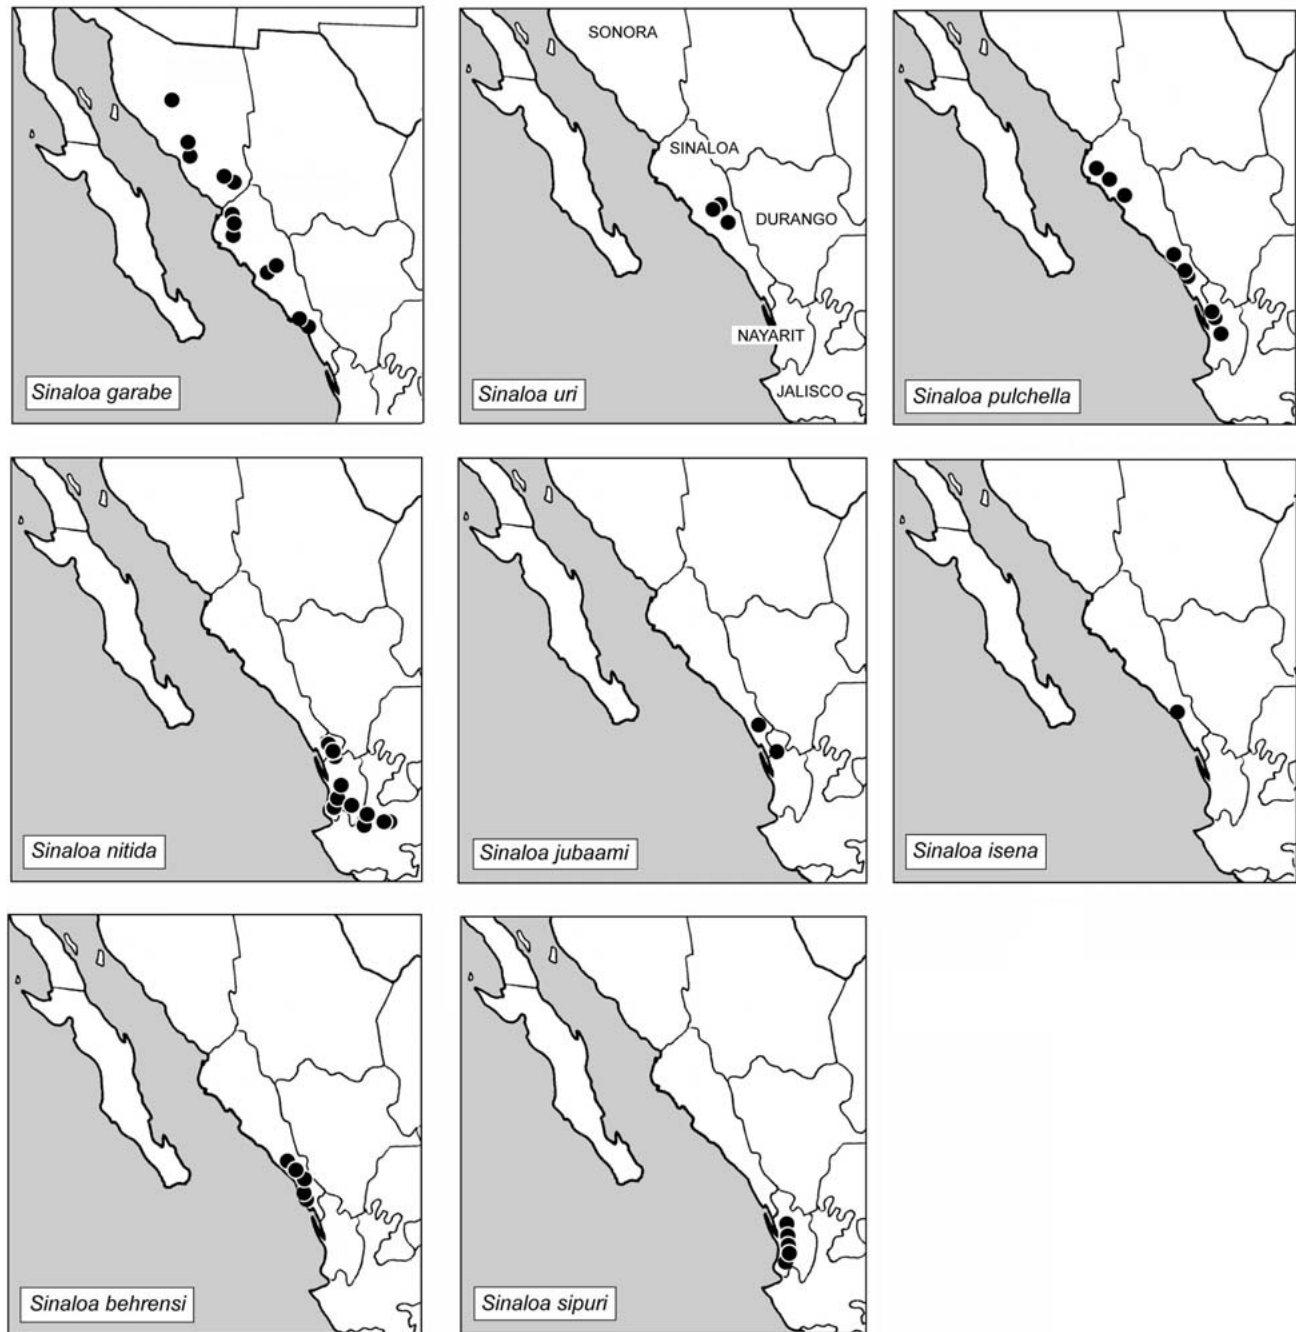 SONORA
SINALOA
DURANGO
NAYARIT
JALISCO
Sinaloa garabe
Sinaloa uri
Sinaloa pulchella
Sinaloa nitida
Sinaloa jubaami
Sinaloa isena
Sinaloa behrensi
Sinaloa sipuri